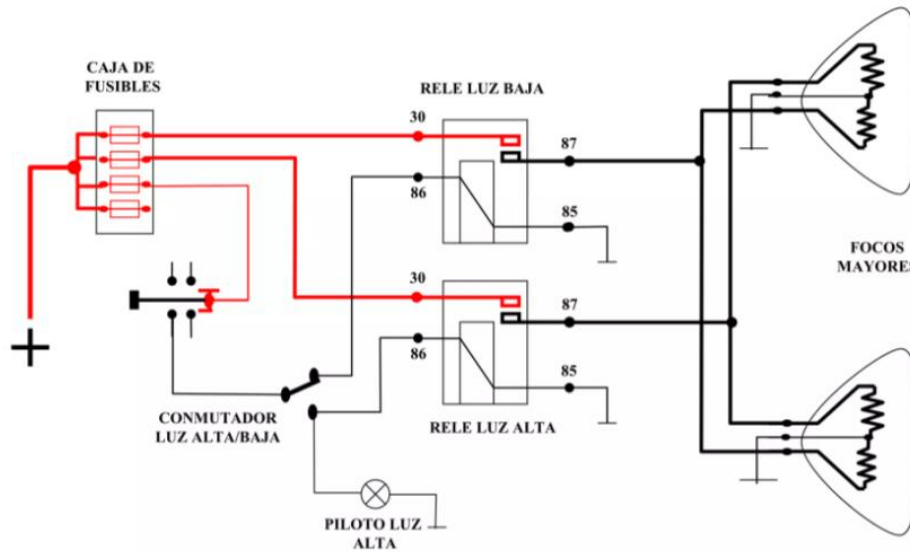 CAJA DE
FUSIBLES
RELE LUZ BAJA
30
87
86
85
FOCOS
MAYORES
30
87
86
85
CONMUTADOR
LUZ ALTA/BAJA
RELE LUZ ALTA
PILOTO LUZ
ALTA